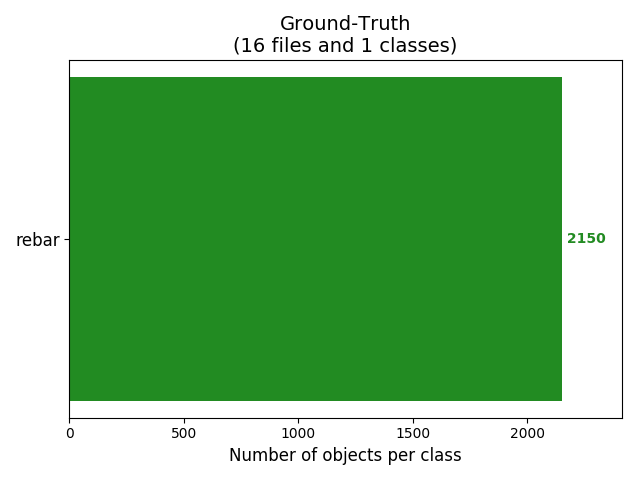 Ground-Truth
(16 files and 1 classes)
rebar
2150
0 500 1000 1500 2000
Number of objects per class